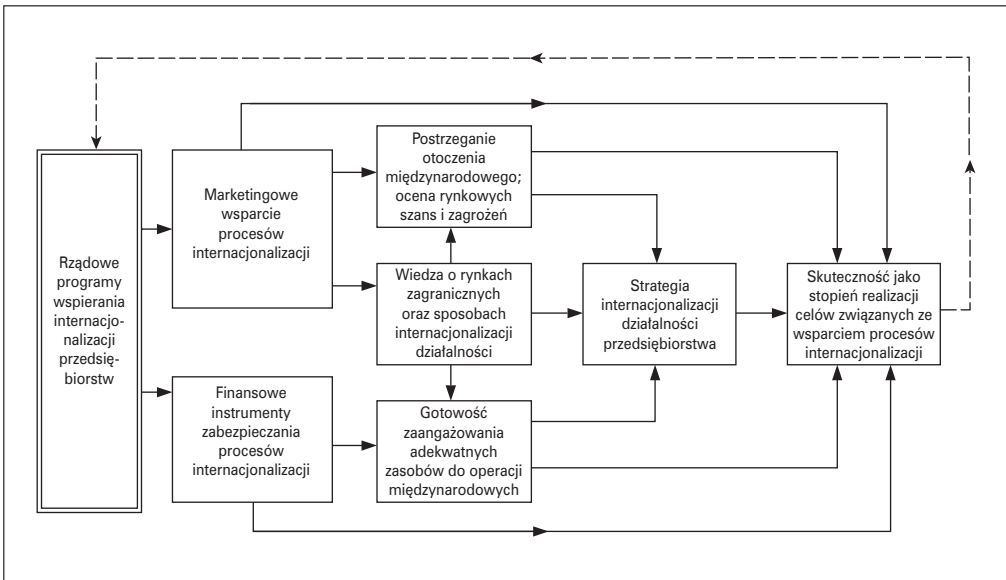 Rządowe
programy
wspierania
internacjo-
nalizacji
przedsię-
biorstw
Marketingowe
wsparcie
procesów
internacjonalizacji
Finansowe
instrumenty
zabezpieczania
procesów
internacjonalizacji
Postrzeganie
otoczenia
międzynarodowego;
ocena rynkowych
szans i zagrożeń
Wiedza o rynkach
zagranicznych
oraz sposobach
internacjonalizacji
działalności
Gotowość
zaangażowania
adekwatnych
zasobów do operacji
międzynarodowych
Strategia
internacjonalizacji
działalności
przedsiębiorstwa
Skuteczność jako
stopień realizacji
celów związanych ze
wsparciem procesów
internacjonalizacji